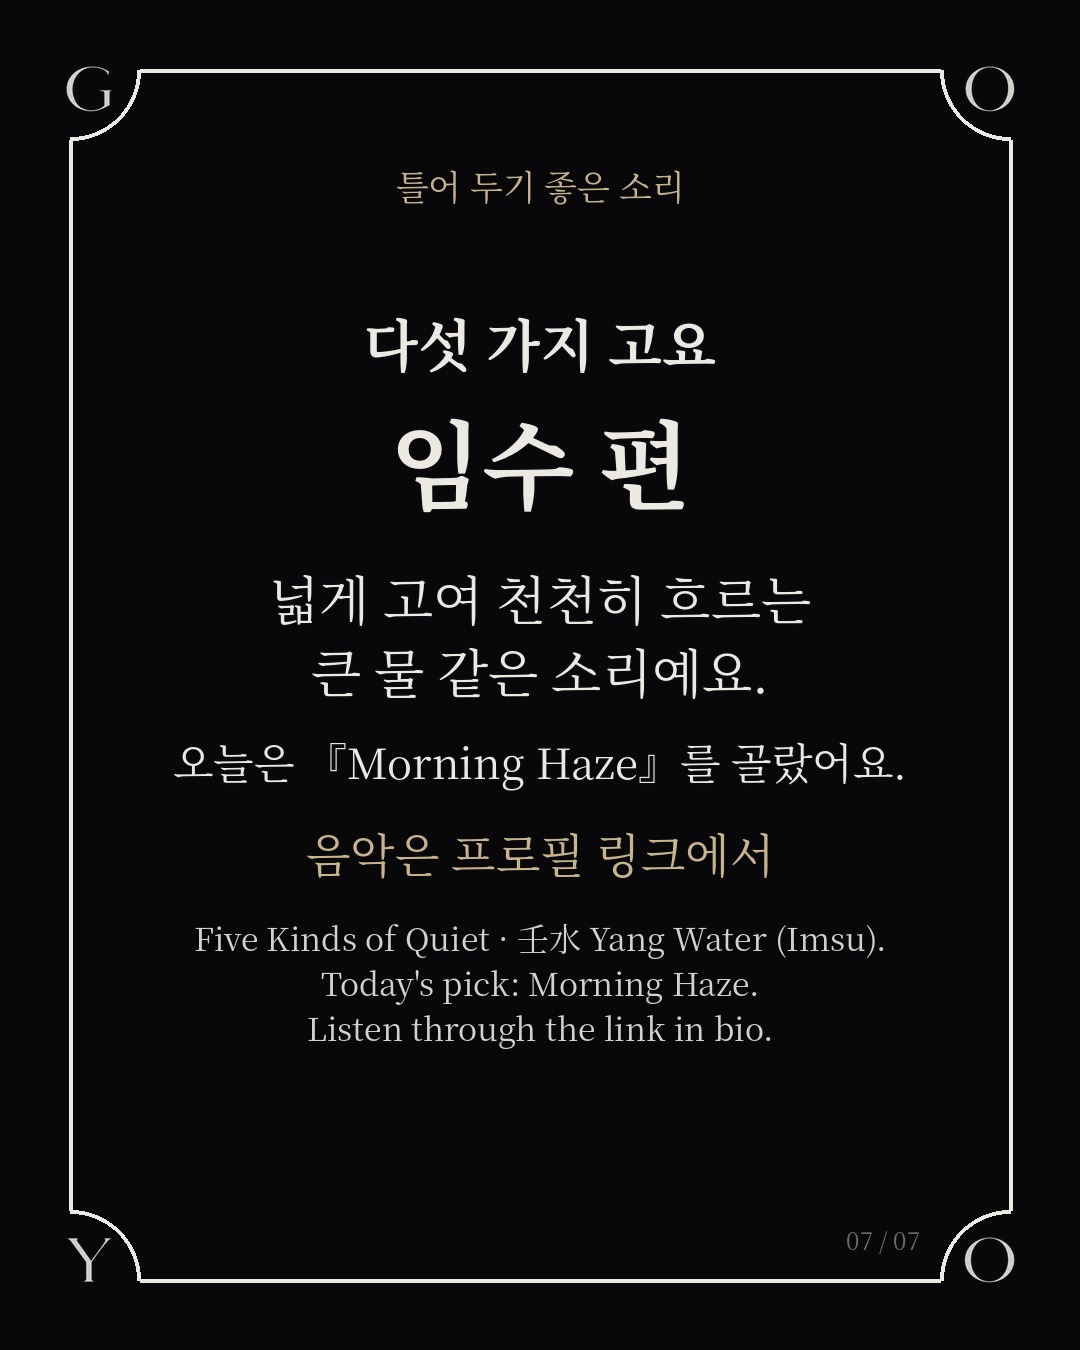 G O
틀어 두기 좋은 소리
다섯 가지 고요
임수 편
넓게 고여 천천히 흐르는
큰 물 같은 소리예요.
오늘은 『Morning Haze』를 골랐어요.
음악은 프로필 링크에서
Five Kinds of Quiet · 壬水 Yang Water (Imsu).
Today's pick: Morning Haze.
Listen through the link in bio.
07 / 07
Y O